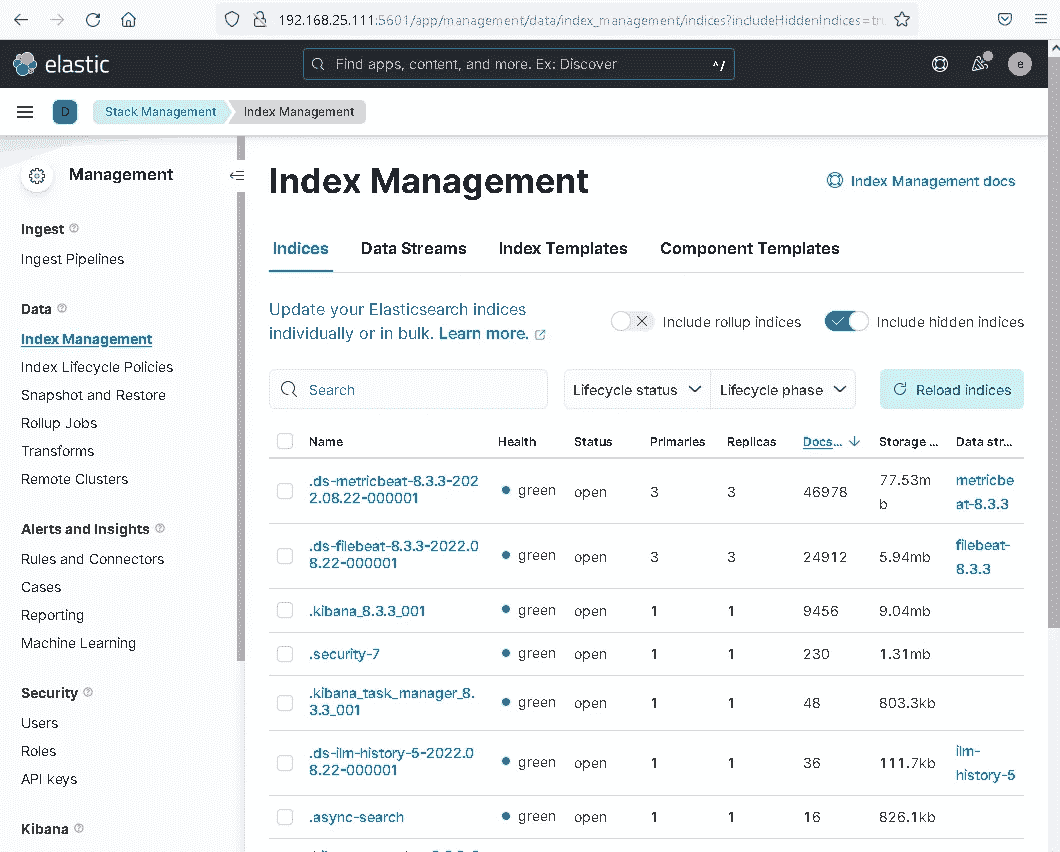 192.168.25.111:5601/app/management/data/index_management/indices?includeHiddenIndices=tru
elastic
Find apps, content, and more. Ex: Discover
^/
e
D
Stack Management
Index Management
Management
Ingest
Ingest Pipelines
Data
Index Management
Index Lifecycle Policies
Snapshot and Restore
Rollup Jobs
Transforms
Remote Clusters
Alerts and Insights
Rules and Connectors
Cases
Reporting
Machine Learning
Security
Users
Roles
API keys
Kibana
Index Management
Index Management docs
Indices Data Streams Index Templates Component Templates
Update your Elasticsearch indices
individually or in bulk. Learn more.
Include rollup indices
Include hidden indices
Search
Lifecycle status
Lifecycle phase
Reload indices
Name Health Status Primaries Replicas Docs... Storage ... Data str...
.ds-metricbeat-8.3.3-202
2.08.22-000001
green open 3 3 46978
77.53m
b
metricbe
at-8.3.3
.ds-filebeat-8.3.3-2022.0
8.22-000001
green open 3 3 24912 5.94mb
filebeat-
8.3.3
.kibana_8.3.3_001 green open 1 1 9456 9.04mb
.security-7 green open 1 1 230 1.31mb
.kibana_task_manager_8.
3.3_001
green open 1 1 48 803.3kb
.ds-ilm-history-5-2022.0
8.22-000001
green open 1 1 36 111.7kb
ilm-
history-5
.async-search green open 1 1 16 826.1kb